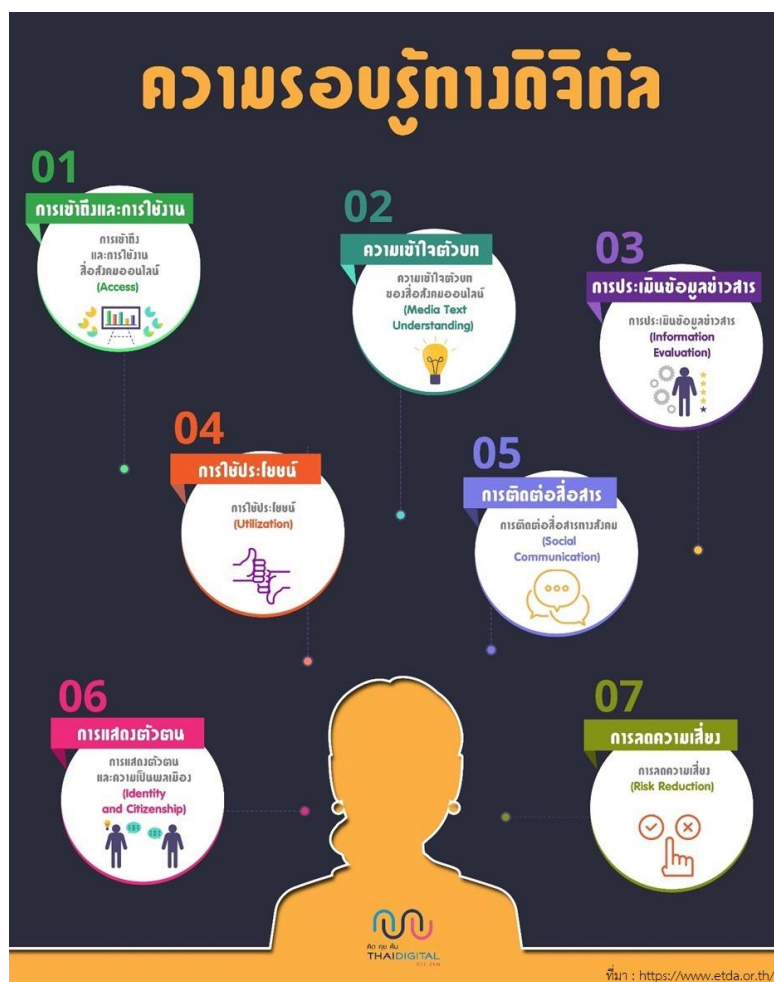 ความรอบรู้ทางดิจิทัล
01
การเข้าถึงและการใช้งาน
การเข้าถึง
และการใช้งาน
สื่อสังคมออนไลน์
(Access)
02
ความเข้าใจตัวบท
ความเข้าใจตัวบท
ของสื่อสังคมออนไลน์
(Media Text
Understanding)
03
การประเมินข้อมูลข่าวสาร
การประเมินข้อมูลข่าวสาร
(Information
Evaluation)
04
การใช้ประโยชน์
การใช้ประโยชน์
(Utilization)
05
การติดต่อสื่อสาร
การติดต่อสื่อสารทางสังคม
(Social
Communication)
06
การแสดงตัวตน
การแสดงตัวตน
และความเป็นพลเมือง
(Identity
and Citizenship)
07
การลดความเสี่ยง
การลดความเสี่ยง
(Risk Reduction)
THAIDIGITAL
ที่มา : https://www.etda.or.th/